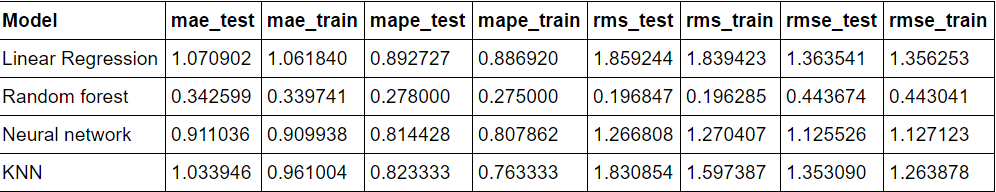 Model mae_test mae_train mape_test mape_train rms_test rms_train rmse_test rmse_train
Linear Regression 1.070902 1.061840 0.892727 0.886920 1.859244 1.839423 1.363541 1.356253
Random forest 0.342599 0.339741 0.278000 0.275000 0.196847 0.196285 0.443674 0.443041
Neural network 0.911036 0.909938 0.814428 0.807862 1.266808 1.270407 1.125526 1.127123
KNN 1.033946 0.961004 0.823333 0.763333 1.830854 1.597387 1.353090 1.263878